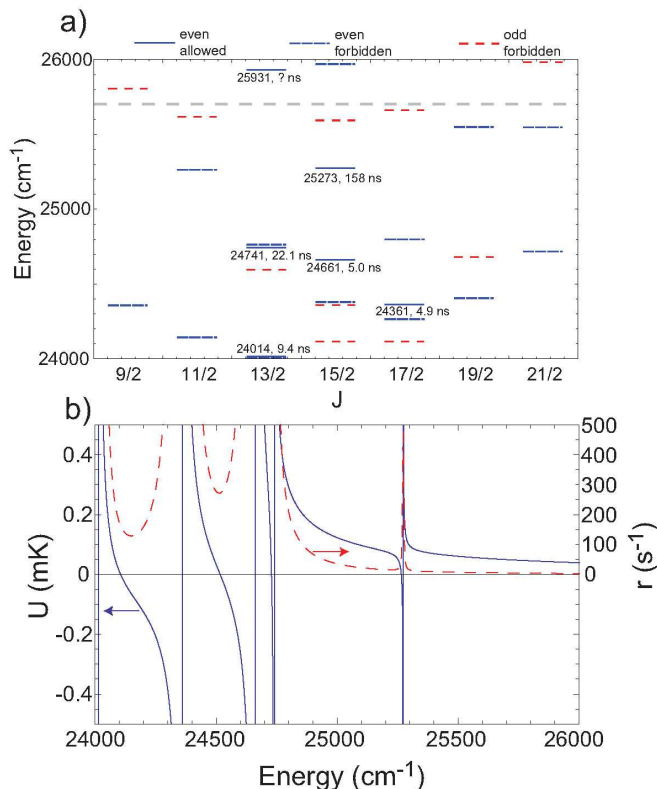 a)
even allowed
even forbidden
odd forbidden
26000
25931, ? ns
25273, 158 ns
25000
24741, 22.1 ns
24661, 5.0 ns
24361, 4.9 ns
24014, 9.4 ns
24000
Energy (cm-1)
9/2 11/2 13/2 15/2 17/2 19/2 21/2
J
b)
0.4
0.2
0
-0.2
-0.4
U (mK)
500
400
300
200
100
0
r (s-1)
24000 24500 25000 25500 26000
Energy (cm-1)